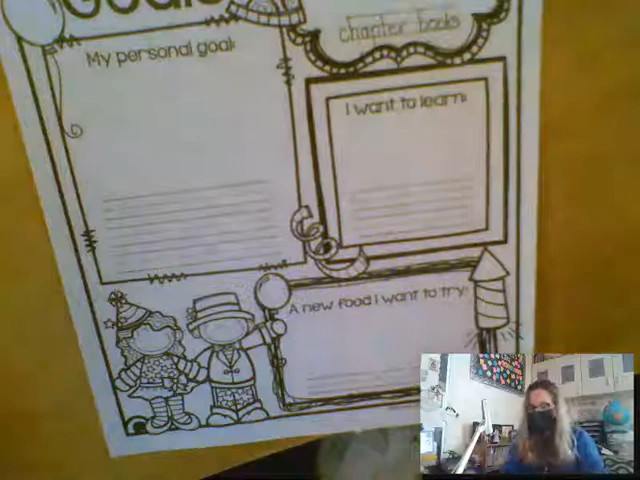 Goals
chapter books
My personal goal:
I want to learn:
A new food I want to try: